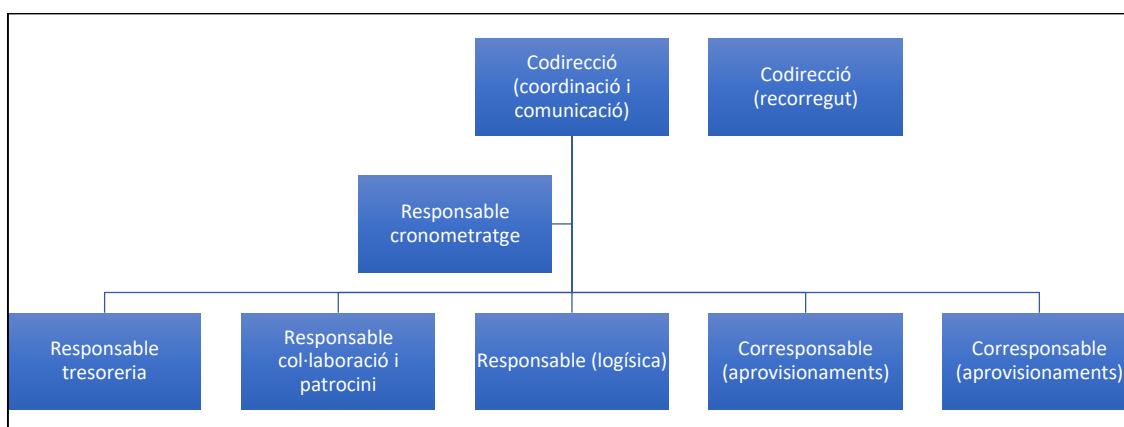 Codirecció
(coordinació i
comunicació)
Codirecció
(recorregut)
Responsable
cronometratge
Responsable
tresoreria
Responsable
col·laboració i
patrocini
Responsable (logísica)
Corresponsable
(aprovisionaments)
Corresponsable
(aprovisionaments)